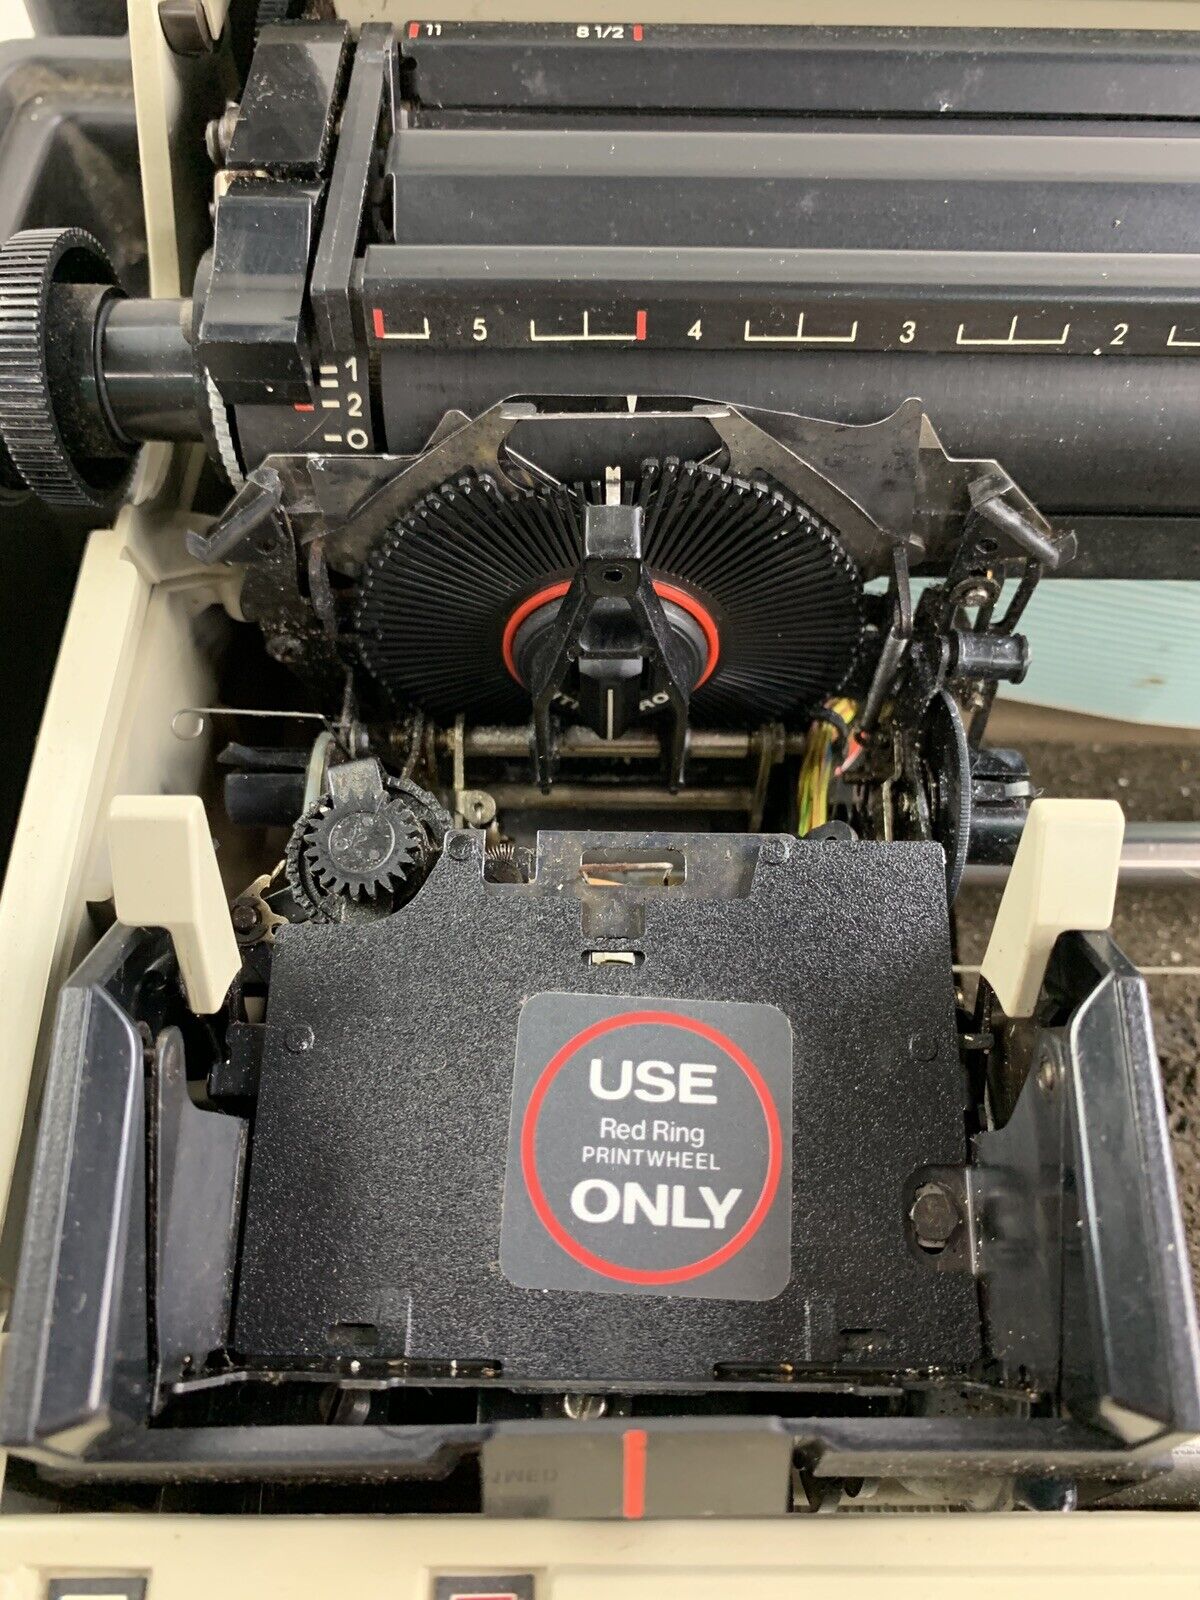 11 8 1/2
5 4 3 2
1
2
0
USE
Red Ring
PRINTWHEEL
ONLY